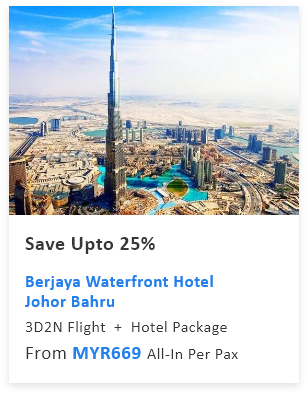 Save Upto 25%
Berjaya Waterfront Hotel
Johor Bahru
3D2N Flight + Hotel Package
From MYR669 All-In Per Pax